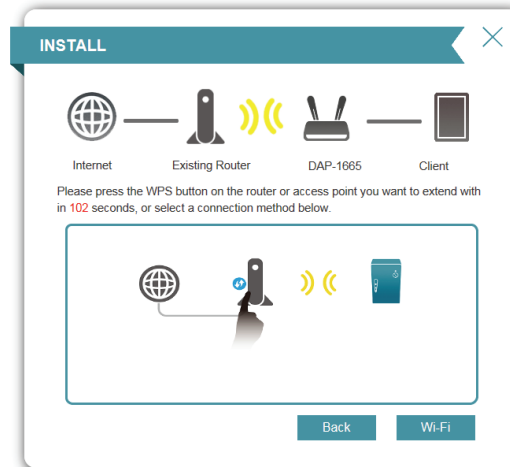 INSTALL
Internet Existing Router DAP-1665 Client
Please press the WPS button on the router or access point you want to extend with
in 102 seconds, or select a connection method below.
Back Wi-Fi